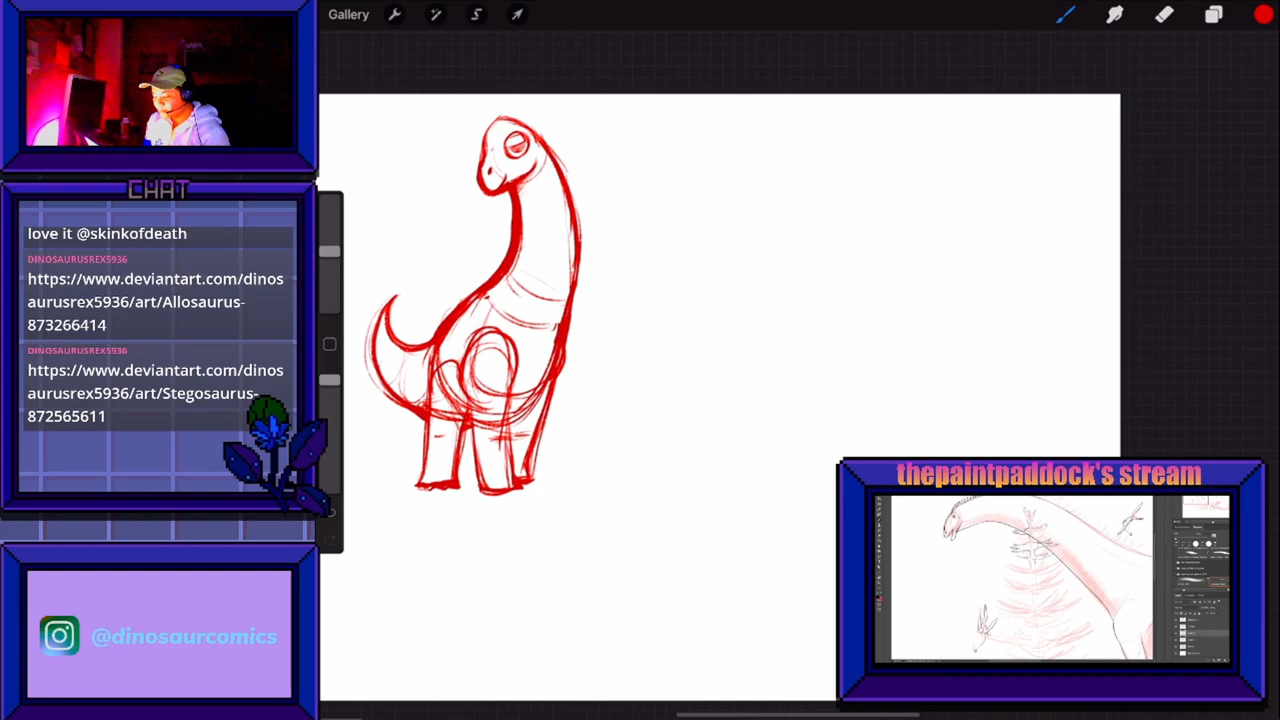 Gallery
CHAT
love it @skinkofdeath
DINOSAURUSREX5936
https://www.deviantart.com/dinos
aurusrex5936/art/Allosaurus-
873266414
DINOSAURUSREX5936
https://www.deviantart.com/dinos
aurusrex5936/art/Stegosaurus-
872565611
@dinosaurcomics
thepaintpaddock's stream